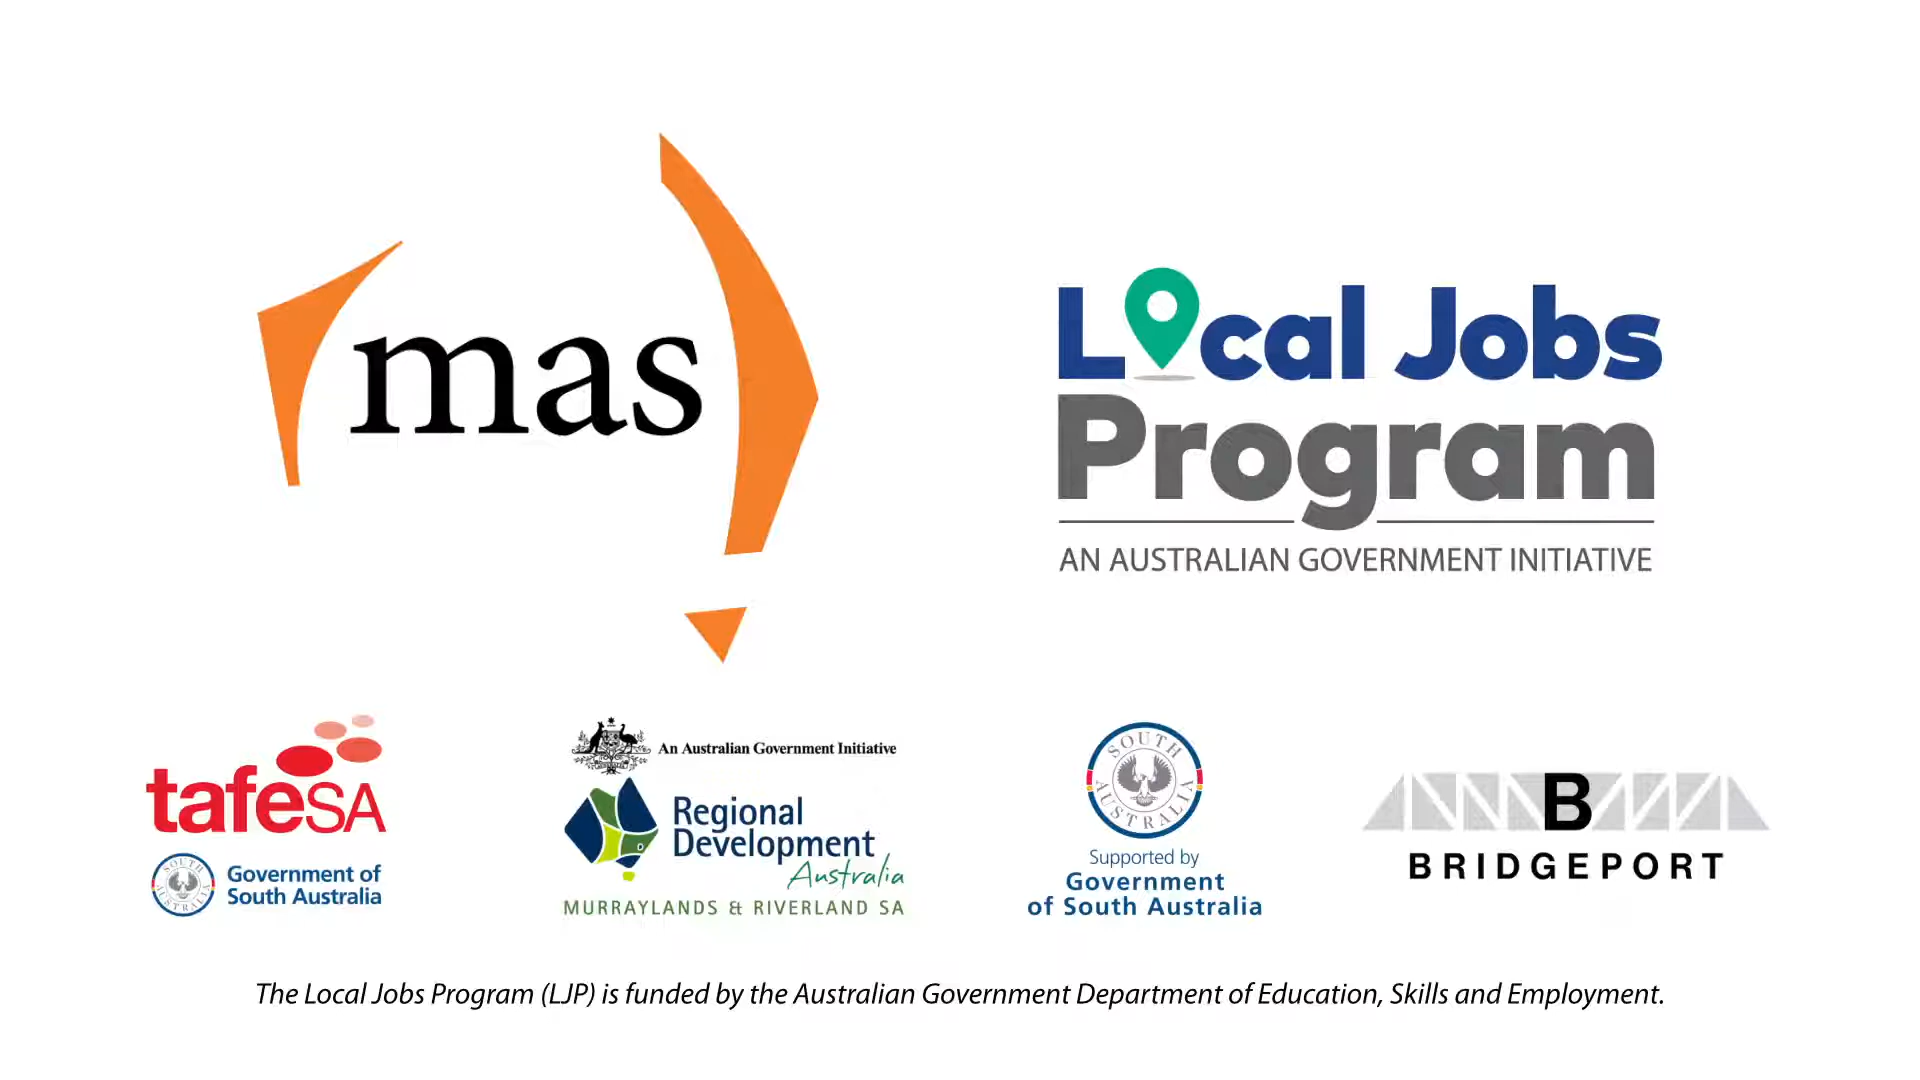 mas
Local Jobs
Program
AN AUSTRALIAN GOVERNMENT INITIATIVE
tafeSA
SOUTH AUSTRALIA
Government of
South Australia
An Australian Government Initiative
Regional
Development
Australia
MURRAYLANDS & RIVERLAND SA
SOUTH AUSTRALIA
Supported by
Government
of South Australia
B
BRIDGEPORT
The Local Jobs Program (LJP) is funded by the Australian Government Department of Education, Skills and Employment.